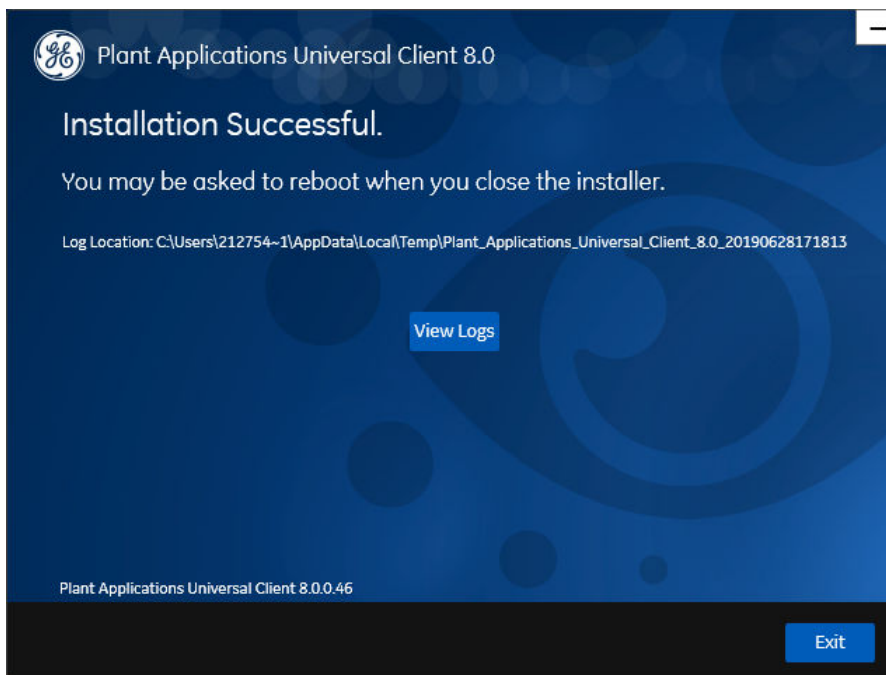 Plant Applications Universal Client 8.0
Installation Successful.
You may be asked to reboot when you close the installer.
Log Location: C:\Users\212754~1\AppData\Local\Temp\Plant_Applications_Universal_Client_8.0_20190628171813
View Logs
Plant Applications Universal Client 8.0.0.46
Exit